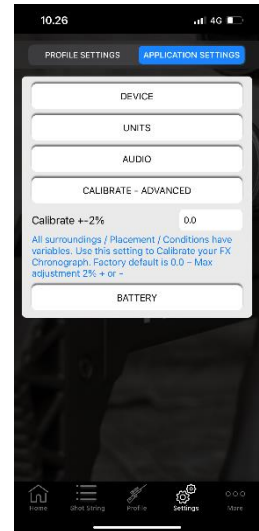 10.26
4G
PROFILE SETTINGS
APPLICATION SETTINGS
DEVICE
UNITS
AUDIO
CALIBRATE - ADVANCED
Calibrate +-2%
0.0
All surroundings / Placement / Conditions have
variables. Use this setting to Calibrate your FX
Chronograph. Factory default is 0.0 – Max
adjustment 2% + or -
BATTERY
Home
Shot String
Profile
Settings
More